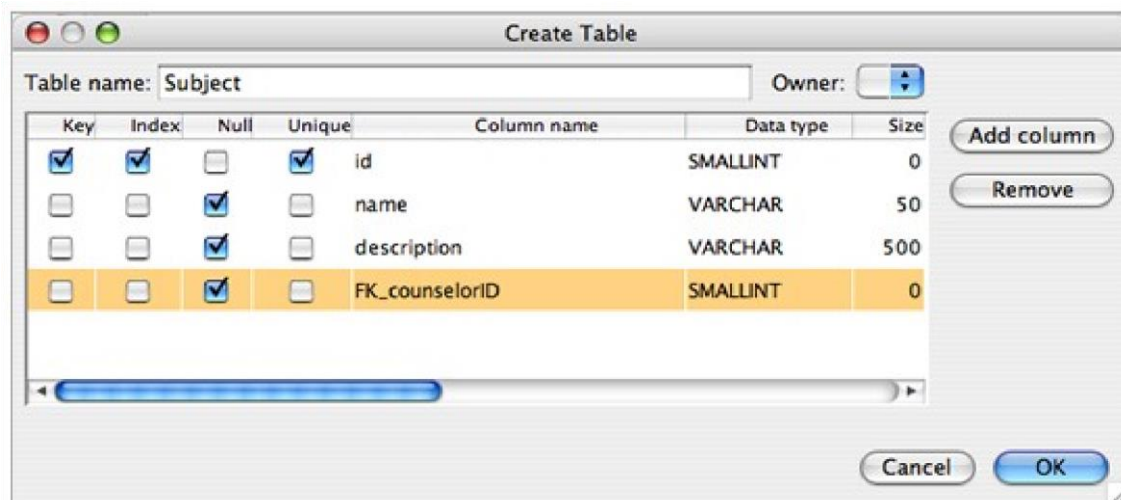 Create Table
Table name: Subject Owner:
Key Index Null Unique Column name Data type Size
id SMALLINT 0
name VARCHAR 50
description VARCHAR 500
FK_counselorID SMALLINT 0
Add column
Remove
Cancel OK